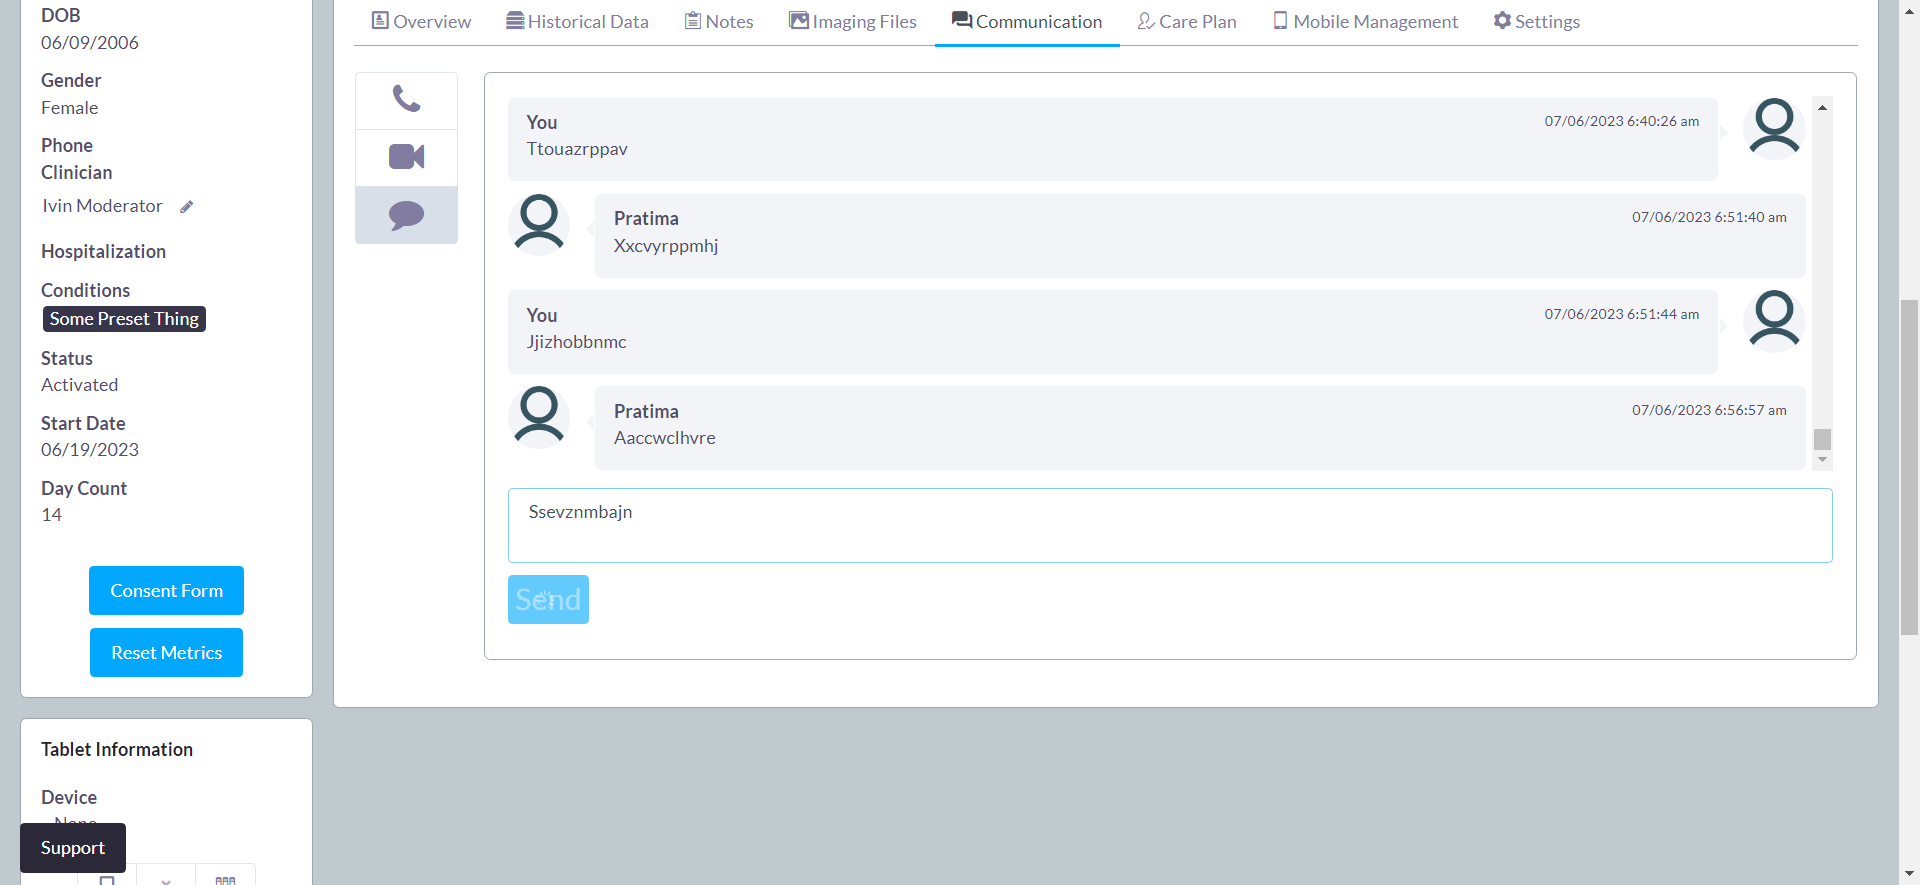 DOB
06/09/2006
Gender
Female
Phone
Clinician
Ivin Moderator
Hospitalization
Conditions
Some Preset Thing
Status
Activated
Start Date
06/19/2023
Day Count
14
Consent Form
Reset Metrics
Tablet Information
Device
None
Support
Overview Historical Data Notes Imaging Files Communication Care Plan Mobile Management Settings
You 07/06/2023 6:40:26 am
Ttouazrppav
Pratima 07/06/2023 6:51:40 am
Xxcvyrppmhj
You 07/06/2023 6:51:44 am
Jjizhobbnmc
Pratima 07/06/2023 6:56:57 am
Aaccwclhvre
Ssevznmbajn
Send